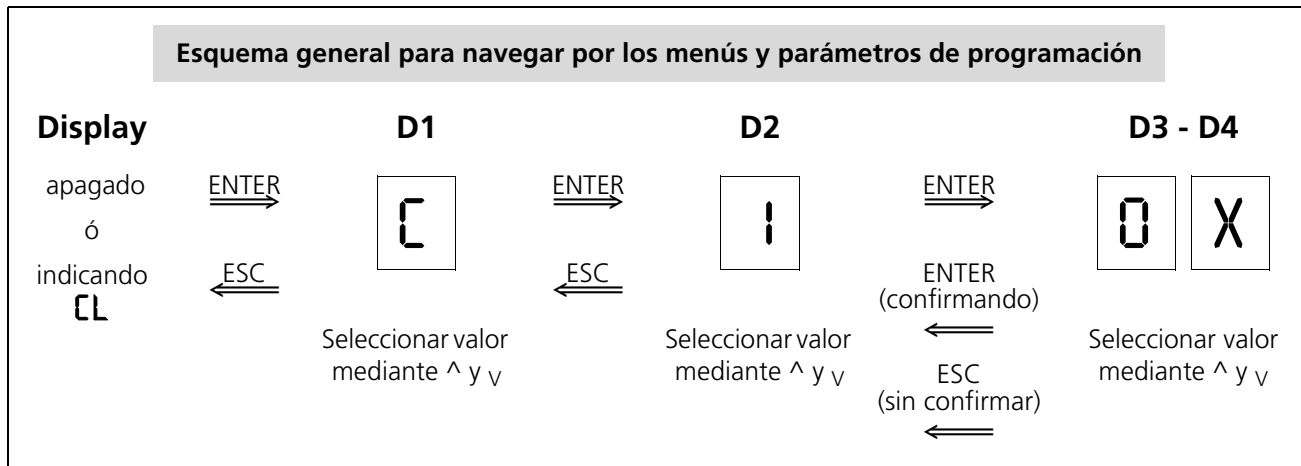 Esquema general para navegar por los menús y parámetros de programación
Display
D1
D2
D3 - D4
apagado
ó
indicando
CL
ENTER
ESC
C
Seleccionar valor
mediante ^ y v
ENTER
ESC
1
Seleccionar valor
mediante ^ y v
ENTER
ENTER
(confirmando)
ESC
(sin confirmar)
0 X
Seleccionar valor
mediante ^ y v